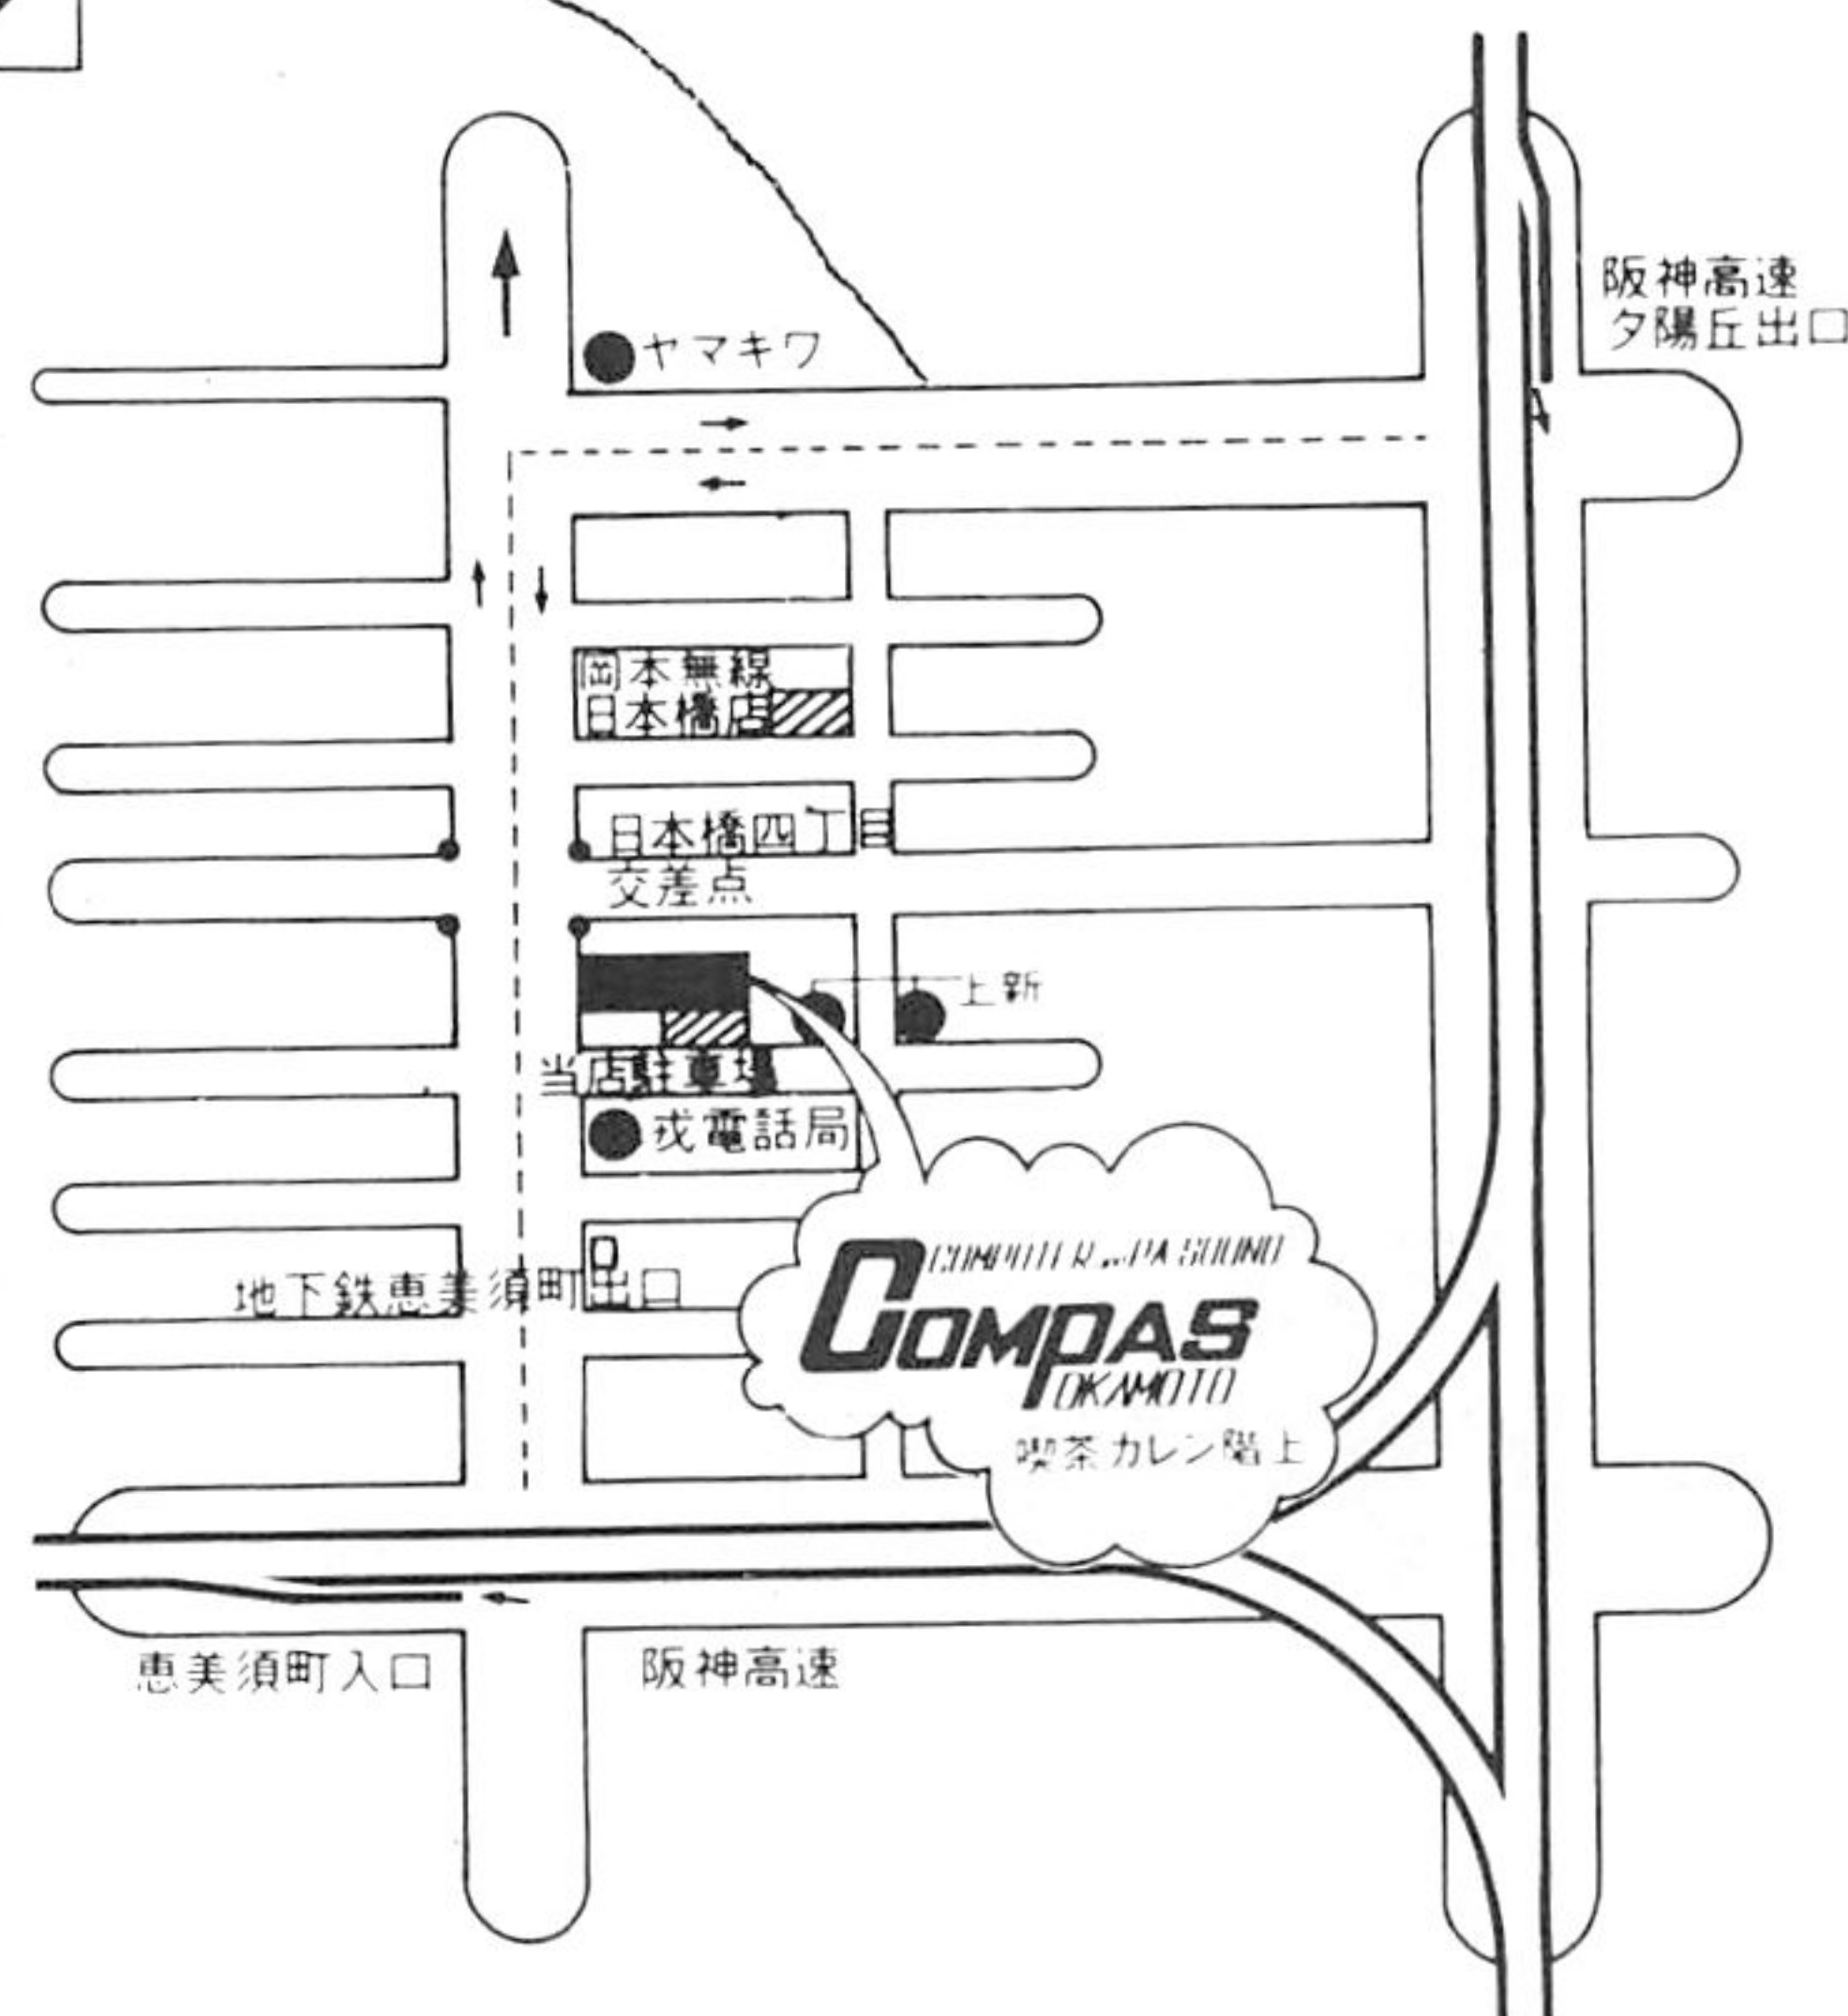 阪神高速
夕陽丘出口
ヤマキワ
岡本無線
日本橋店
日本橋四丁目
交差点
上新
当店駐車場
戎電話局
地下鉄恵美須町出口
COMPUTER and PA SOUND
COMPAS
OKAMOTO
喫茶カレン階上
恵美須町入口
阪神高速